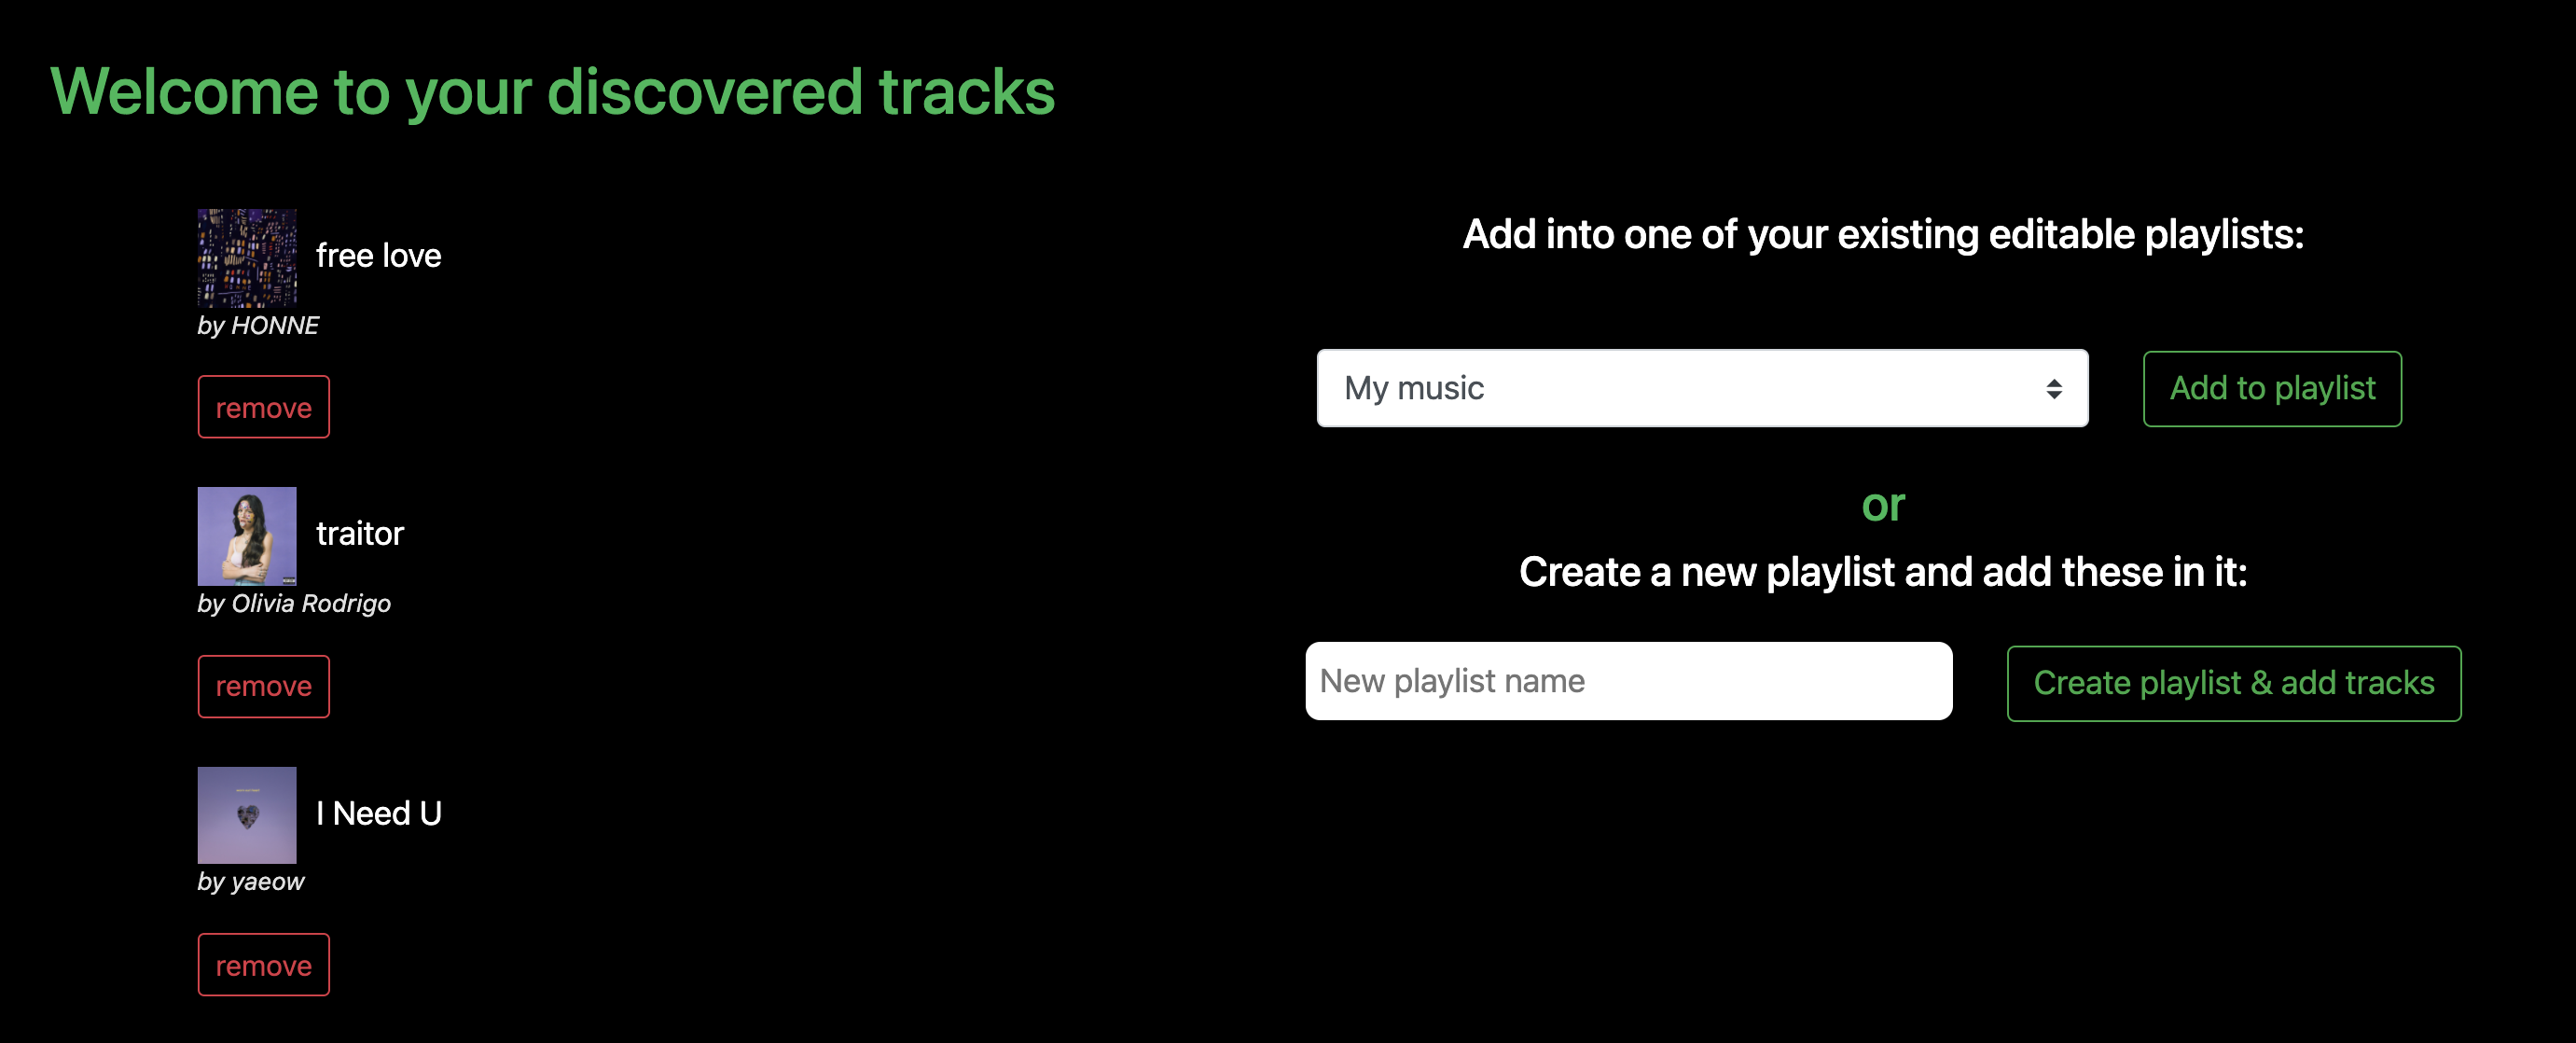 Welcome to your discovered tracks
free love
by HONNE
remove
traitor
by Olivia Rodrigo
remove
I Need U
by yaeow
remove
Add into one of your existing editable playlists:
My music
Add to playlist
or
Create a new playlist and add these in it:
New playlist name
Create playlist & add tracks